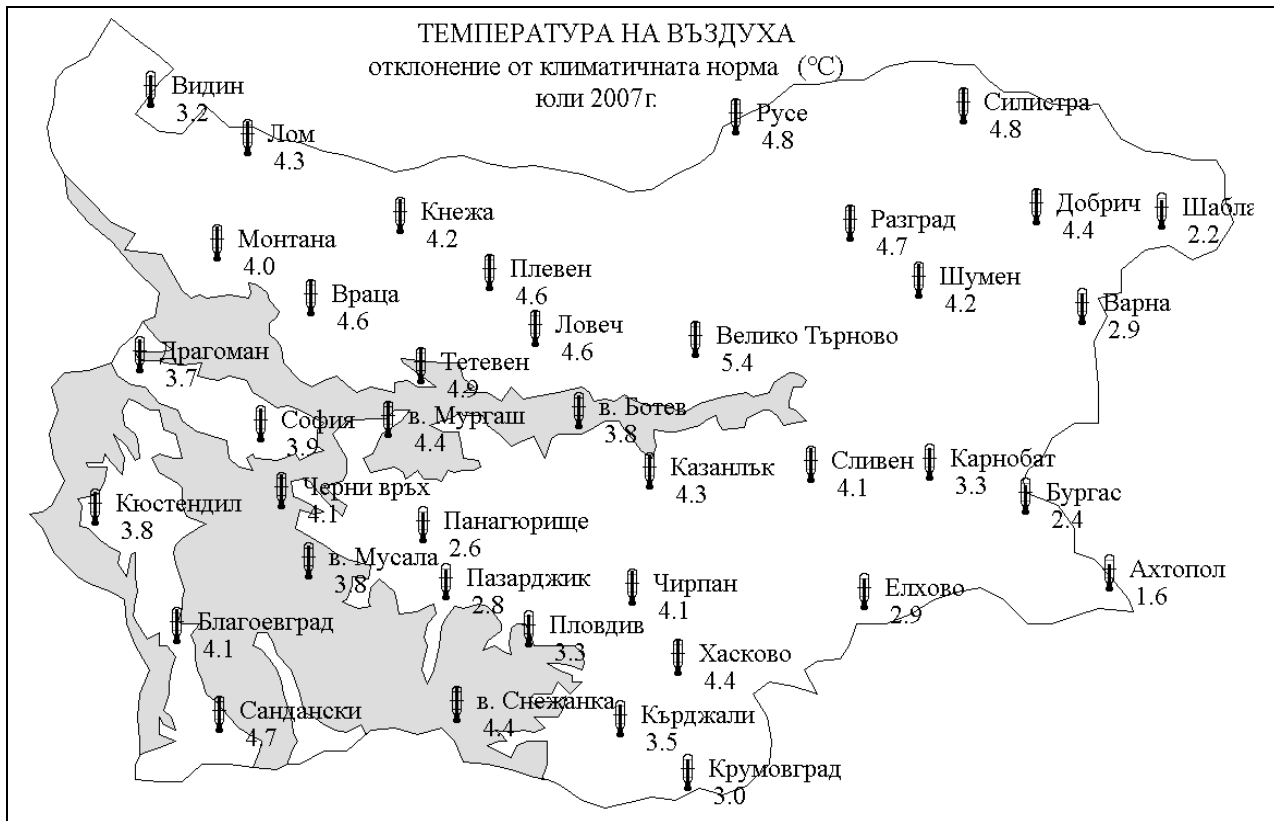 ТЕМПЕРАТУРА НА ВЪЗДУХА
отклонение от климатичната норма (°C)
юли 2007г.
Видин
3.2
Лом
4.3
Русе
4.8
Силистра
4.8
Кнежа
4.2
Монтана
4.0
Разград
4.7
Добрич
4.4
Шабла
2.2
Плевен
4.6
Враца
4.6
Шумен
4.2
Варна
2.9
Ловеч
4.6
Велико Търново
5.4
Драгоман
3.7
Тетевен
4.9
София
3.9
в. Мургаш
4.4
в. Ботев
3.8
Казанлък
4.3
Сливен
4.1
Карнобат
3.3
Бургас
2.4
Черни връх
4.1
Кюстендил
3.8
Панагюрище
2.6
в. Мусала
3.8
Пазарджик
2.8
Чирпан
4.1
Елхово
2.9
Ахтопол
1.6
Благоевград
4.1
Пловдив
3.3
Хасково
4.4
Сандански
4.7
в. Снежанка
4.4
Кърджали
3.5
Крумовград
3.0